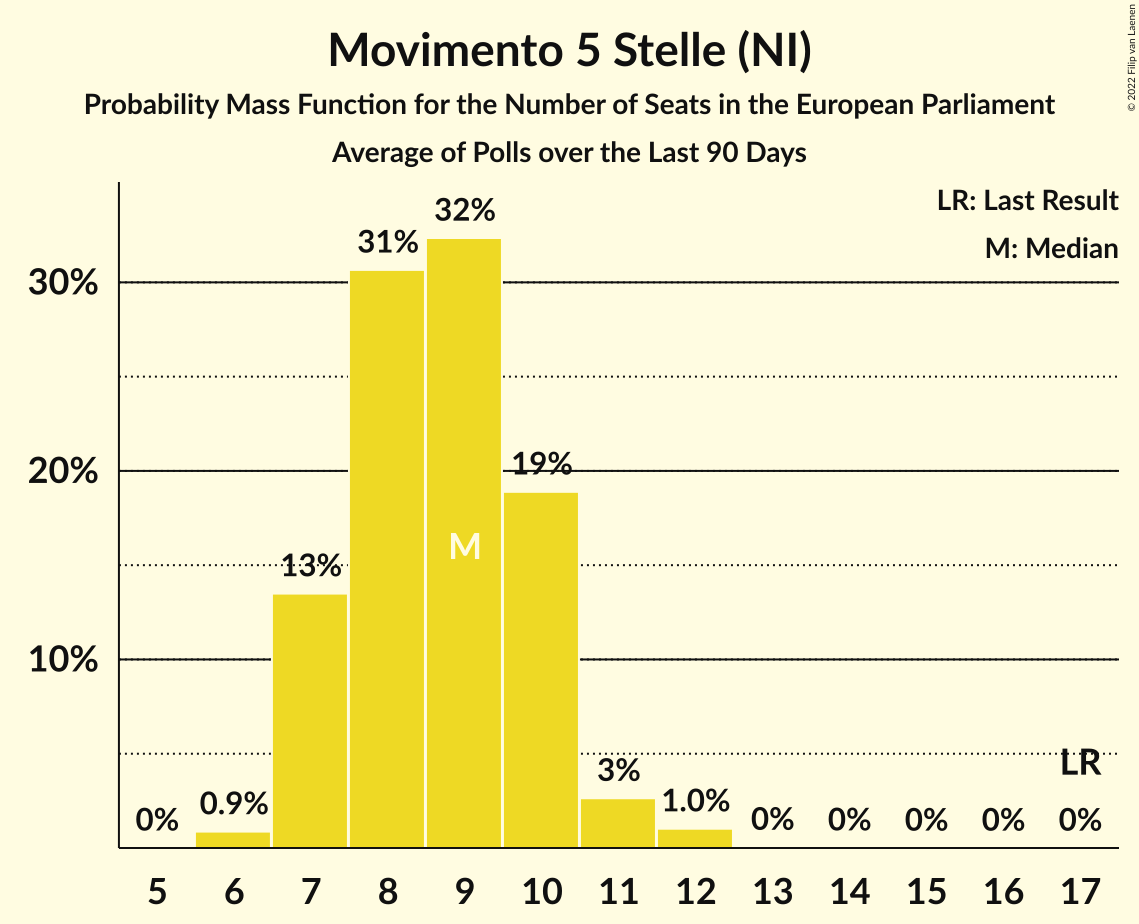 Movimento 5 Stelle (NI)
Probability Mass Function for the Number of Seats in the European Parliament
Average of Polls over the Last 90 Days
© 2022 Filip van Laenen
LR: Last Result
M: Median
32%
31%
30%
20%
19%
M
13%
10%
LR
3%
0% 0.9% 1.0% 0% 0% 0% 0% 0%
5 6 7 8 9 10 11 12 13 14 15 16 17